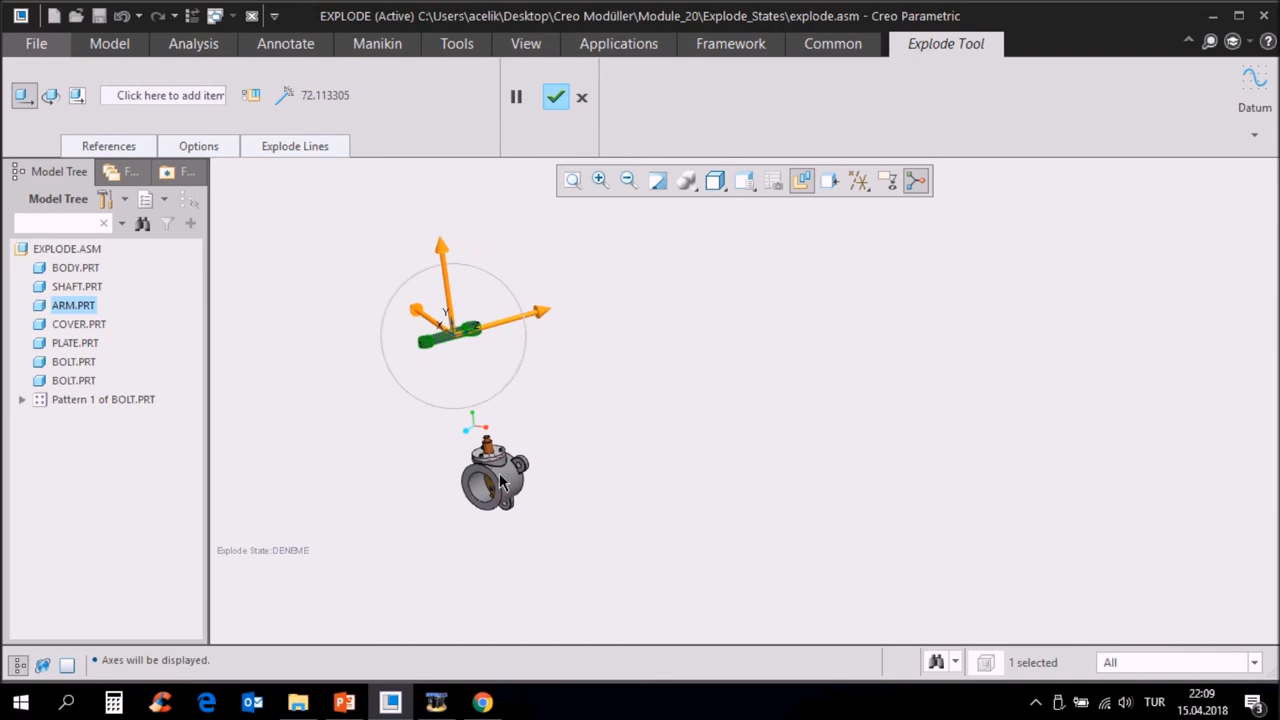 EXPLODE (Active) C:\Users\acelik\Desktop\Creo Modüller\Module_20\Explode_States\explode.asm - Creo Parametric
File Model Analysis Annotate Manikin Tools View Applications Framework Common Explode Tool
Click here to add item
72.113305
Datum
References Options Explode Lines
Model Tree F... F...
Model Tree
EXPLODE.ASM
BODY.PRT
SHAFT.PRT
ARM.PRT
COVER.PRT
PLATE.PRT
BOLT.PRT
BOLT.PRT
Pattern 1 of BOLT.PRT
Y
X Z
Explode State:DENEME
Axes will be displayed.
1 selected
All
TUR
22:09
15.04.2018
3